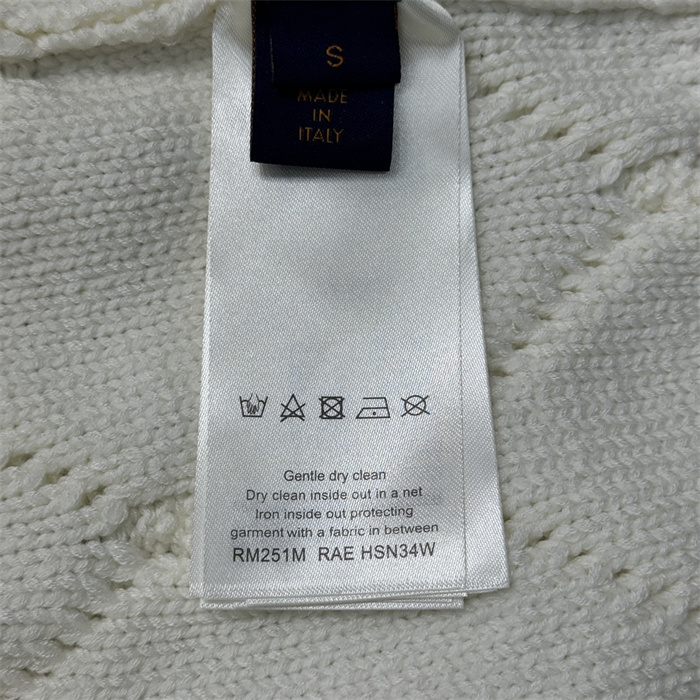 S
MADE
IN
ITALY
Gentle dry clean
Dry clean inside out in a net
Iron inside out protecting
garment with a fabric in between
RM251M RAE HSN34W